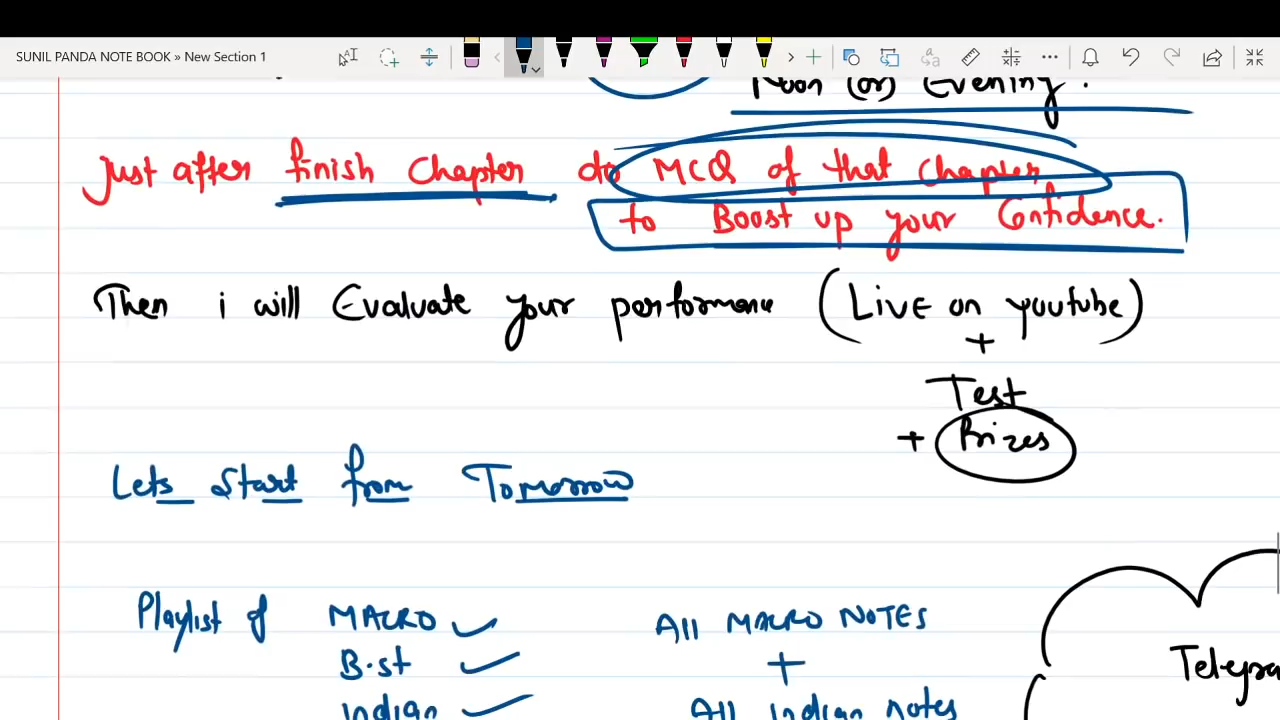 SUNIL PANDA NOTE BOOK » New Section 1
Noon (or) Evening.
Just after finish Chapter do MCQ of that Chapter
to Boost up your Confidence.
Then i will Evaluate your performance (Live on youtube)
+
Test
+ Prizes
Lets Start from Tomorrow
Playlist of MACRO All MACRO NOTES
B.st +
Indian All Indian notes
Telegra